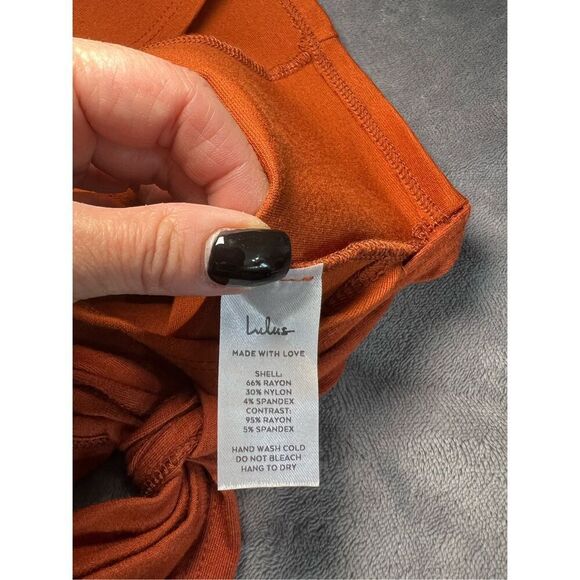 Lulus
MADE WITH LOVE
SHELL:
66% RAYON
30% NYLON
4% SPANDEX
CONTRAST:
95% RAYON
5% SPANDEX
HAND WASH COLD
DO NOT BLEACH
HANG TO DRY